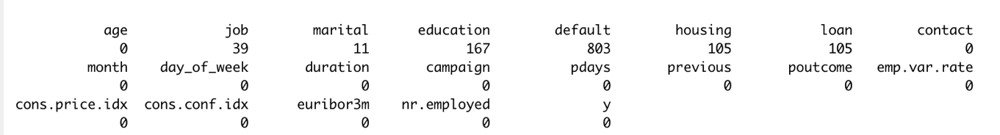 age job marital education default housing loan contact
0 39 11 167 803 105 105 0
month day_of_week duration campaign pdays previous poutcome emp.var.rate
0 0 0 0 0 0 0 0
cons.price.idx cons.conf.idx euribor3m nr.employed y
0 0 0 0 0